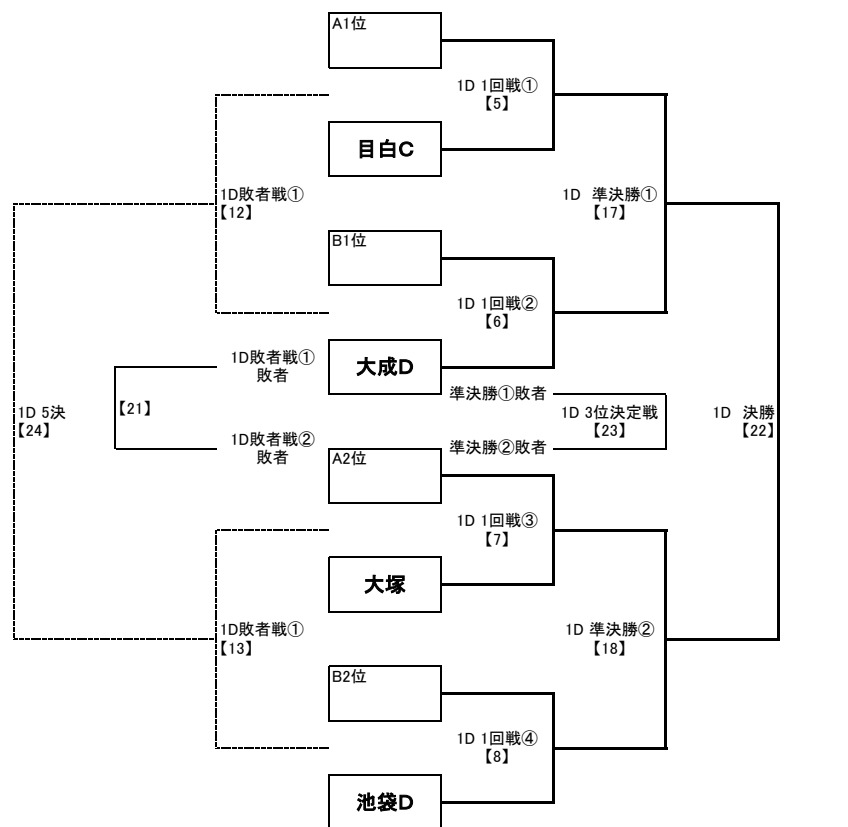 A1位
1D 1回戦①
【5】
目白C
1D敗者戦①
【12】
1D 準決勝①
【17】
B1位
1D 1回戦②
【6】
1D敗者戦①
敗者
大成D
準決勝①敗者
1D 5決
【24】
【21】
1D 3位決定戦
【23】
1D 決勝
【22】
1D敗者戦②
敗者
準決勝②敗者
A2位
1D 1回戦③
【7】
大塚
1D敗者戦①
【13】
1D 準決勝②
【18】
B2位
1D 1回戦④
【8】
池袋D